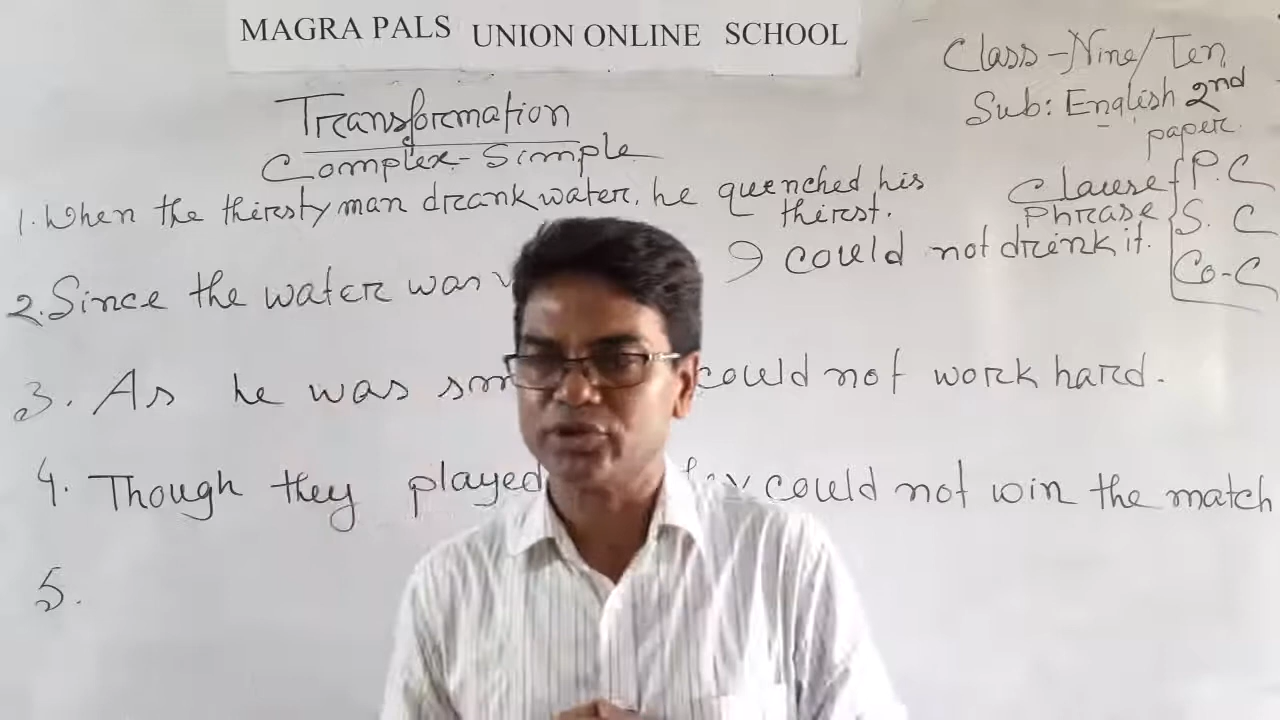 MAGRA PALS UNION ONLINE SCHOOL
Class-Nine/Ten
Sub: English 2nd
paper.
Transformation
Complex-Simple
1. When the thirsty man drank water, he quenched his
thirst.
Clause
Phrase
P.C
S. C
Co-C
2. Since the water was I could not drink it.
3. As he was could not work hard.
4. Though they played could not win the match
5.